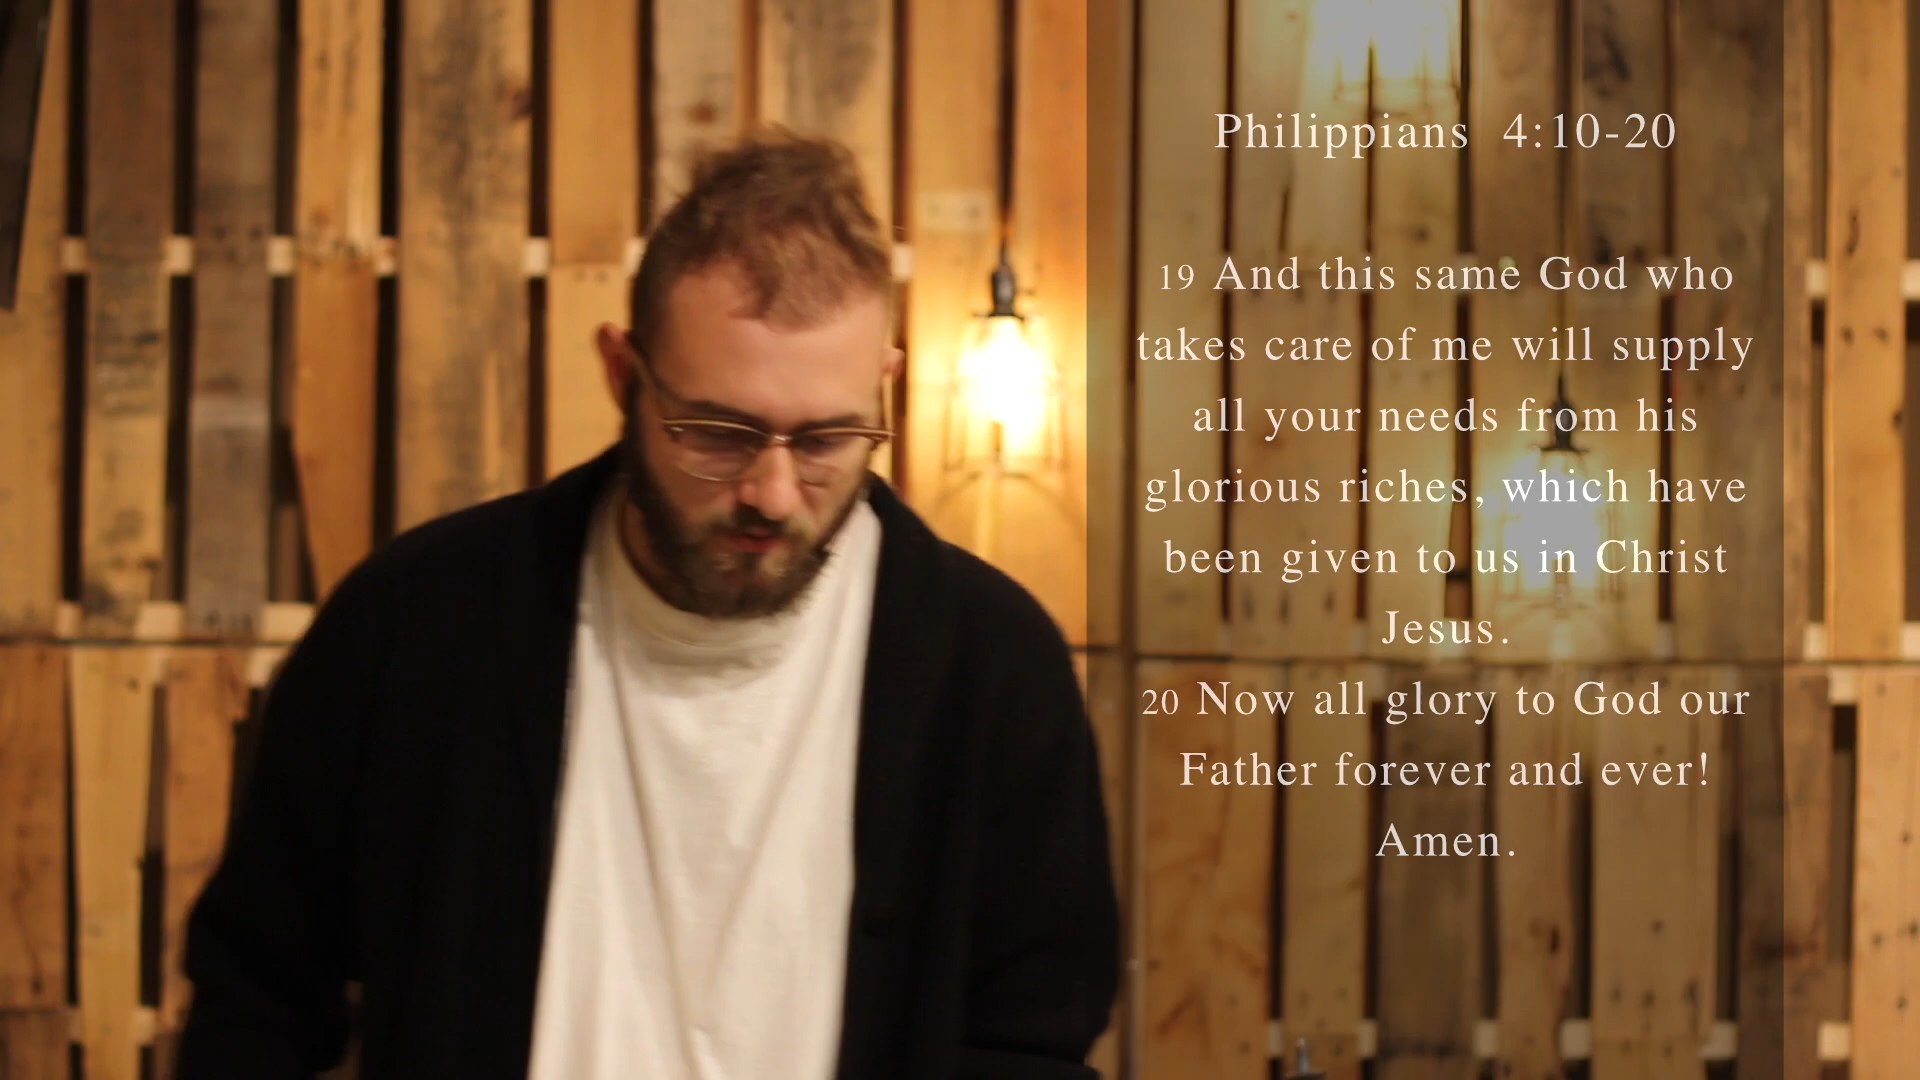 Philippians 4:10-20
19 And this same God who
takes care of me will supply
all your needs from his
glorious riches, which have
been given to us in Christ
Jesus.
20 Now all glory to God our
Father forever and ever!
Amen.